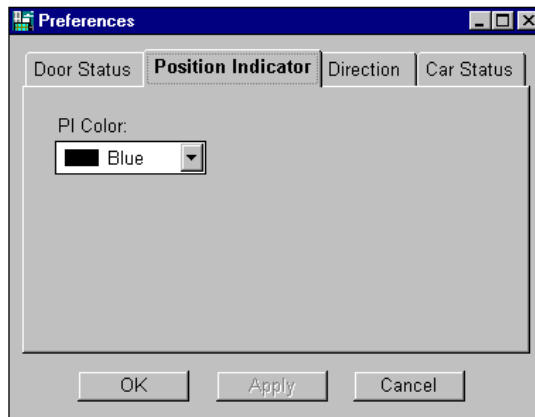 Preferences
Door Status Position Indicator Direction Car Status
PI Color:
Blue
OK Apply Cancel